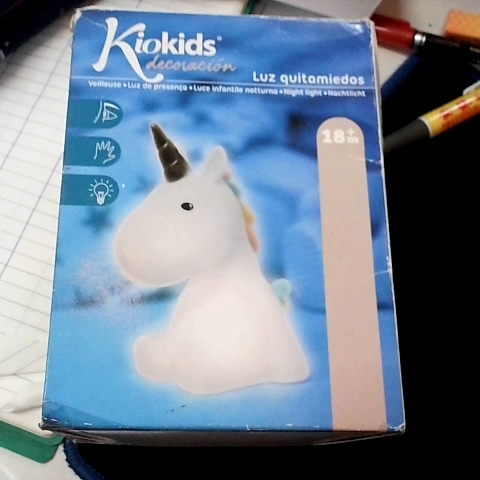 Kiokids®
decoración
Luz quitamiedos
Veilleuse • Luz de presença • Luce infantile notturna • Night light • Nachtlicht
18+
m